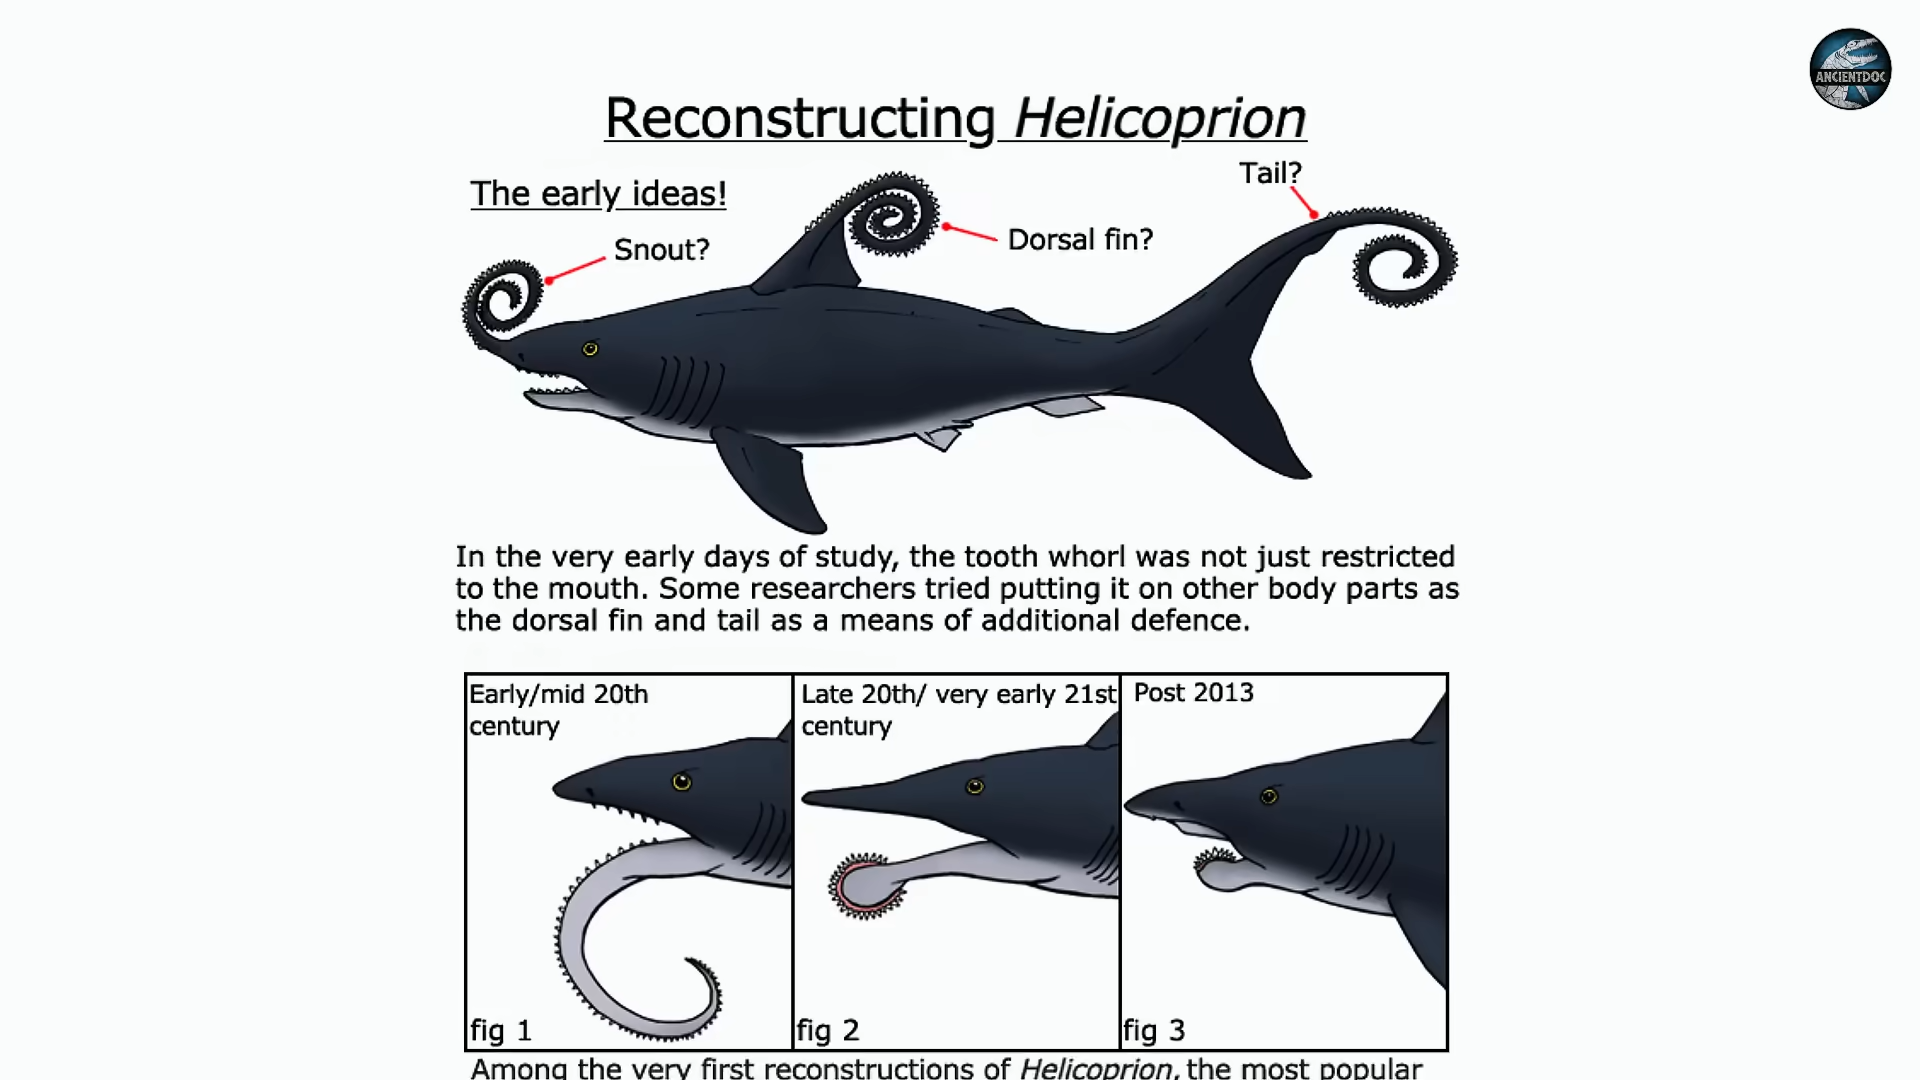 ANCIENTDOC
Reconstructing Helicoprion
The early ideas!
Snout?
Dorsal fin?
Tail?
In the very early days of study, the tooth whorl was not just restricted
to the mouth. Some researchers tried putting it on other body parts as
the dorsal fin and tail as a means of additional defence.
Early/mid 20th
century
fig 1
Late 20th/ very early 21st
century
fig 2
Post 2013
fig 3
Among the very first reconstructions of Helicoprion, the most popular